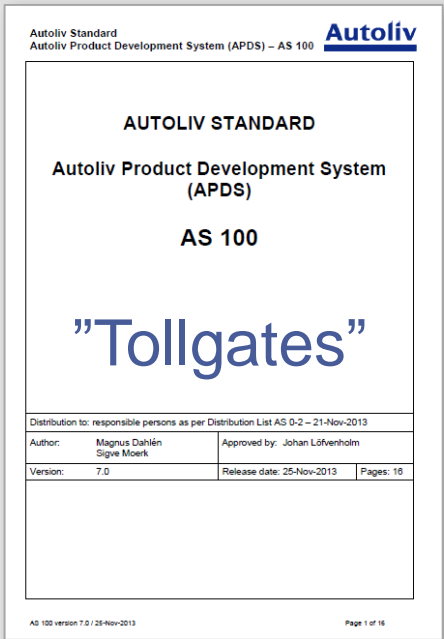 Autoliv Standard
Autoliv Product Development System (APDS) – AS 100
Autoliv
AUTOLIV STANDARD
Autoliv Product Development System
(APDS)
AS 100
”Tollgates”
Distribution to: responsible persons as per Distribution List AS 0-2 – 21-Nov-2013
Author: Magnus Dahlén
Sigve Moerk
Approved by: Johan Löfvenholm
Version: 7.0
Release date: 25-Nov-2013
Pages: 16
AS 100 version 7.0 / 25-Nov-2013
Page 1 of 16